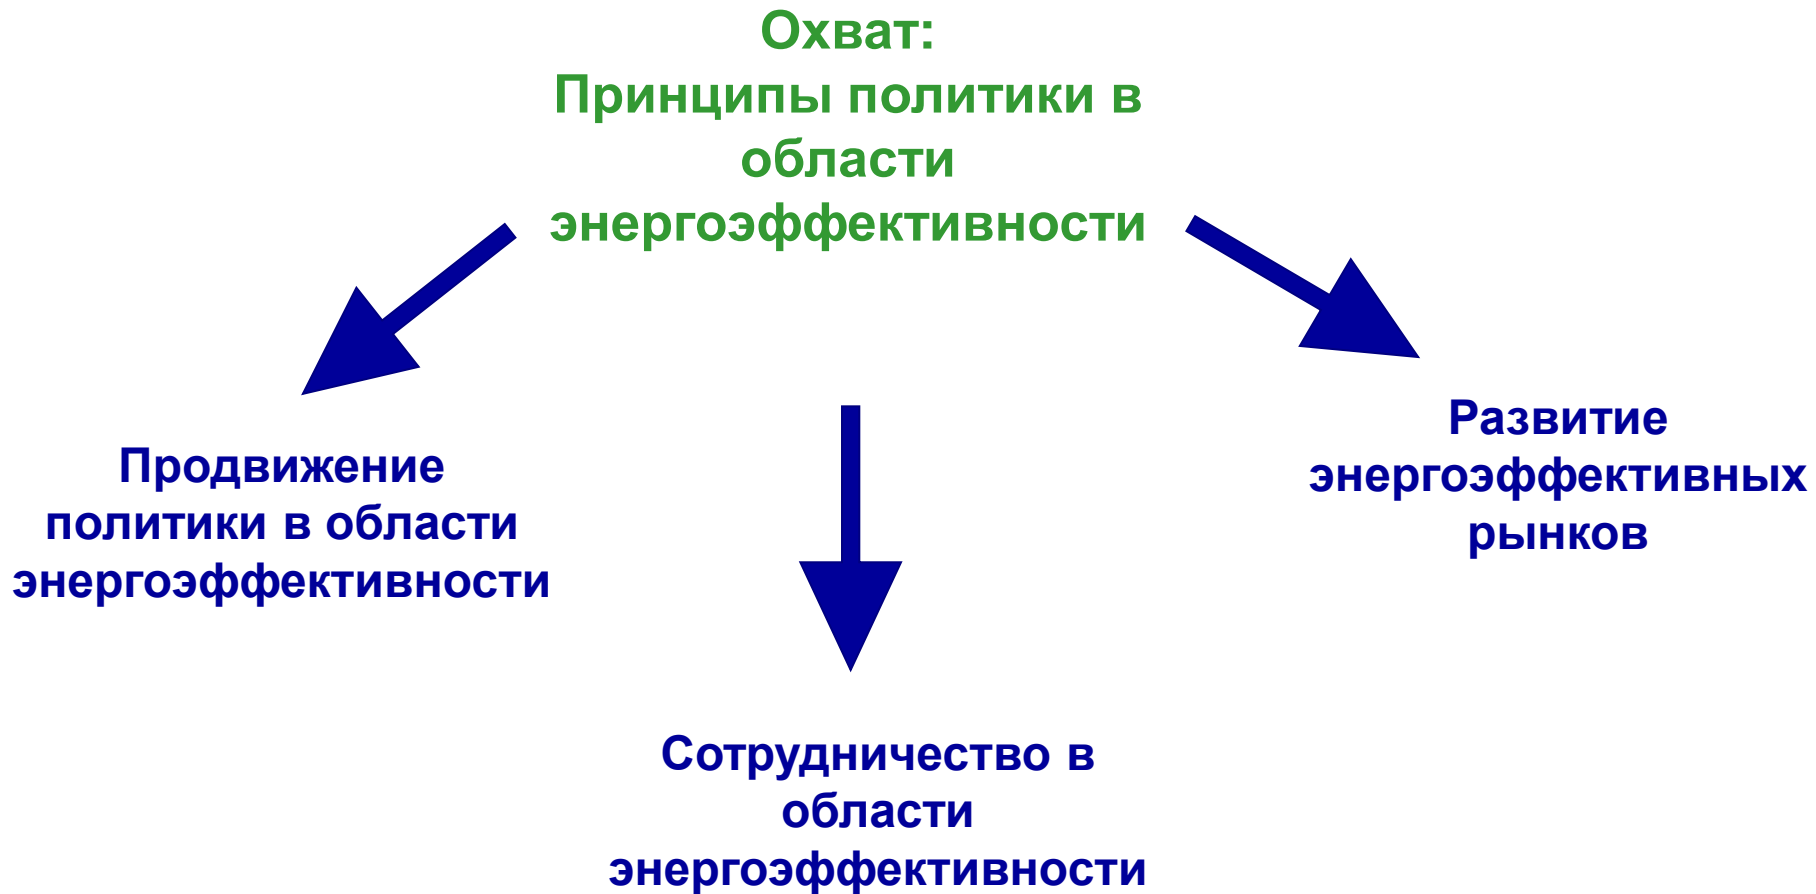 Охват:
Принципы политики в
области
энергоэффективности
Продвижение
политики в области
энергоэффективности
Развитие
энергоэффективных
рынков
Сотрудничество в
области
энергоэффективности